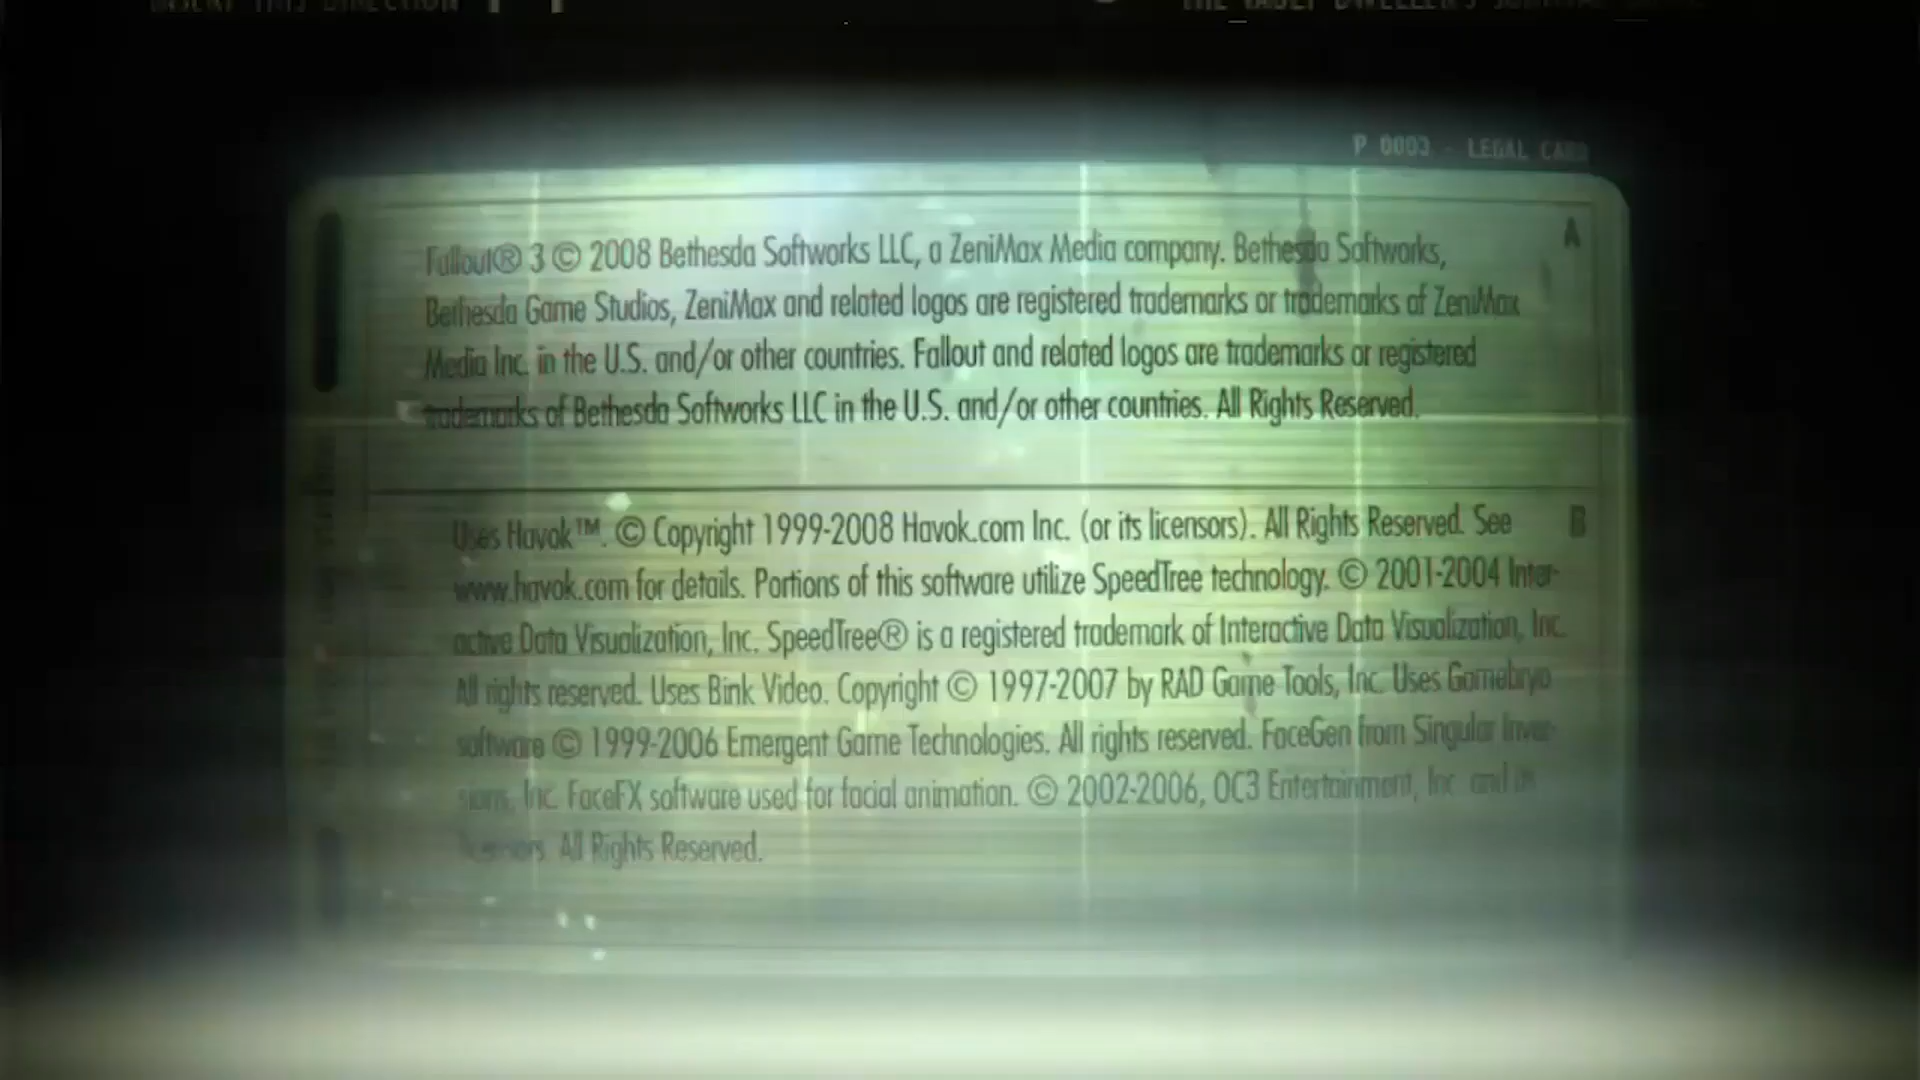 INSERT THIS DIRECTION
P 0003 - LEGAL CARD
A
Fallout® 3 © 2008 Bethesda Softworks LLC, a ZeniMax Media company. Bethesda Softworks,
Bethesda Game Studios, ZeniMax and related logos are registered trademarks or trademarks of ZeniMax
Media Inc. in the U.S. and/or other countries. Fallout and related logos are trademarks or registered
trademarks of Bethesda Softworks LLC in the U.S. and/or other countries. All Rights Reserved.
B
Uses Havok™. © Copyright 1999-2008 Havok.com Inc. (or its licensors). All Rights Reserved. See
www.havok.com for details. Portions of this software utilize SpeedTree technology. © 2001-2004 Inter-
active Data Visualization, Inc. SpeedTree® is a registered trademark of Interactive Data Visualization, Inc.
All rights reserved. Uses Bink Video. Copyright © 1997-2007 by RAD Game Tools, Inc. Uses Gamebryo
software © 1999-2006 Emergent Game Technologies. All rights reserved. FaceGen from Singular Inver-
sions, Inc. FaceFX software used for facial animation. © 2002-2006, OC3 Entertainment, Inc. and its
licensors. All Rights Reserved.